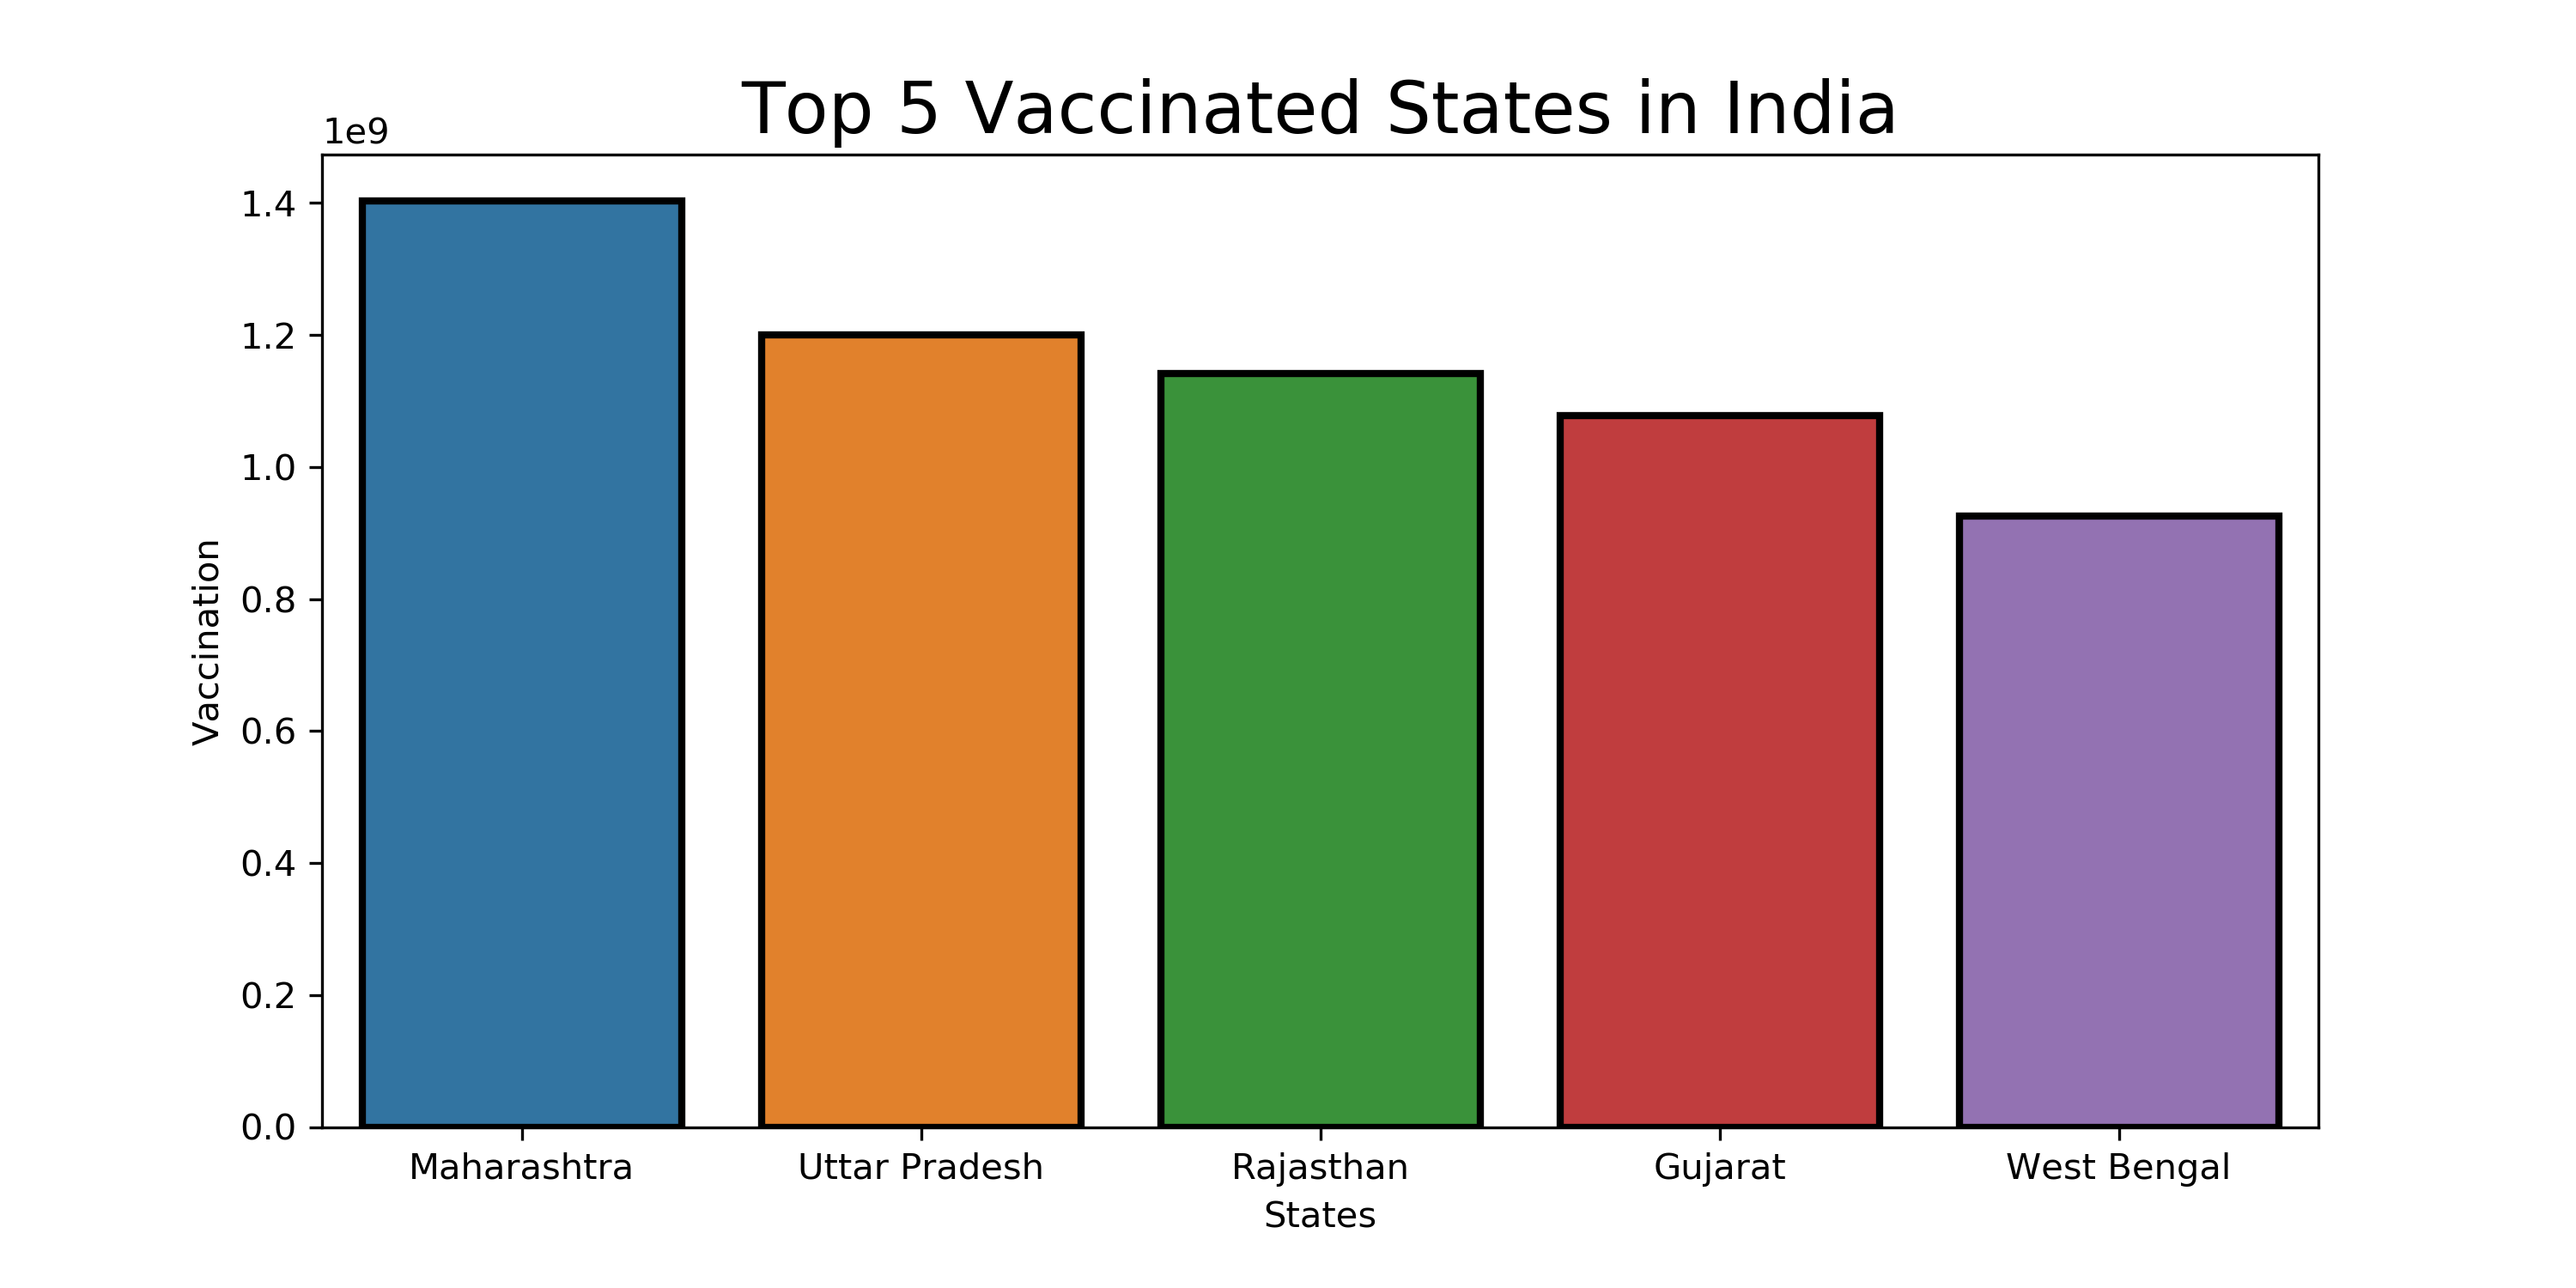 Top 5 Vaccinated States in India
1e9
1.4
1.2
1.0
0.8
0.6
0.4
0.2
0.0
Vaccination
Maharashtra Uttar Pradesh Rajasthan Gujarat West Bengal
States